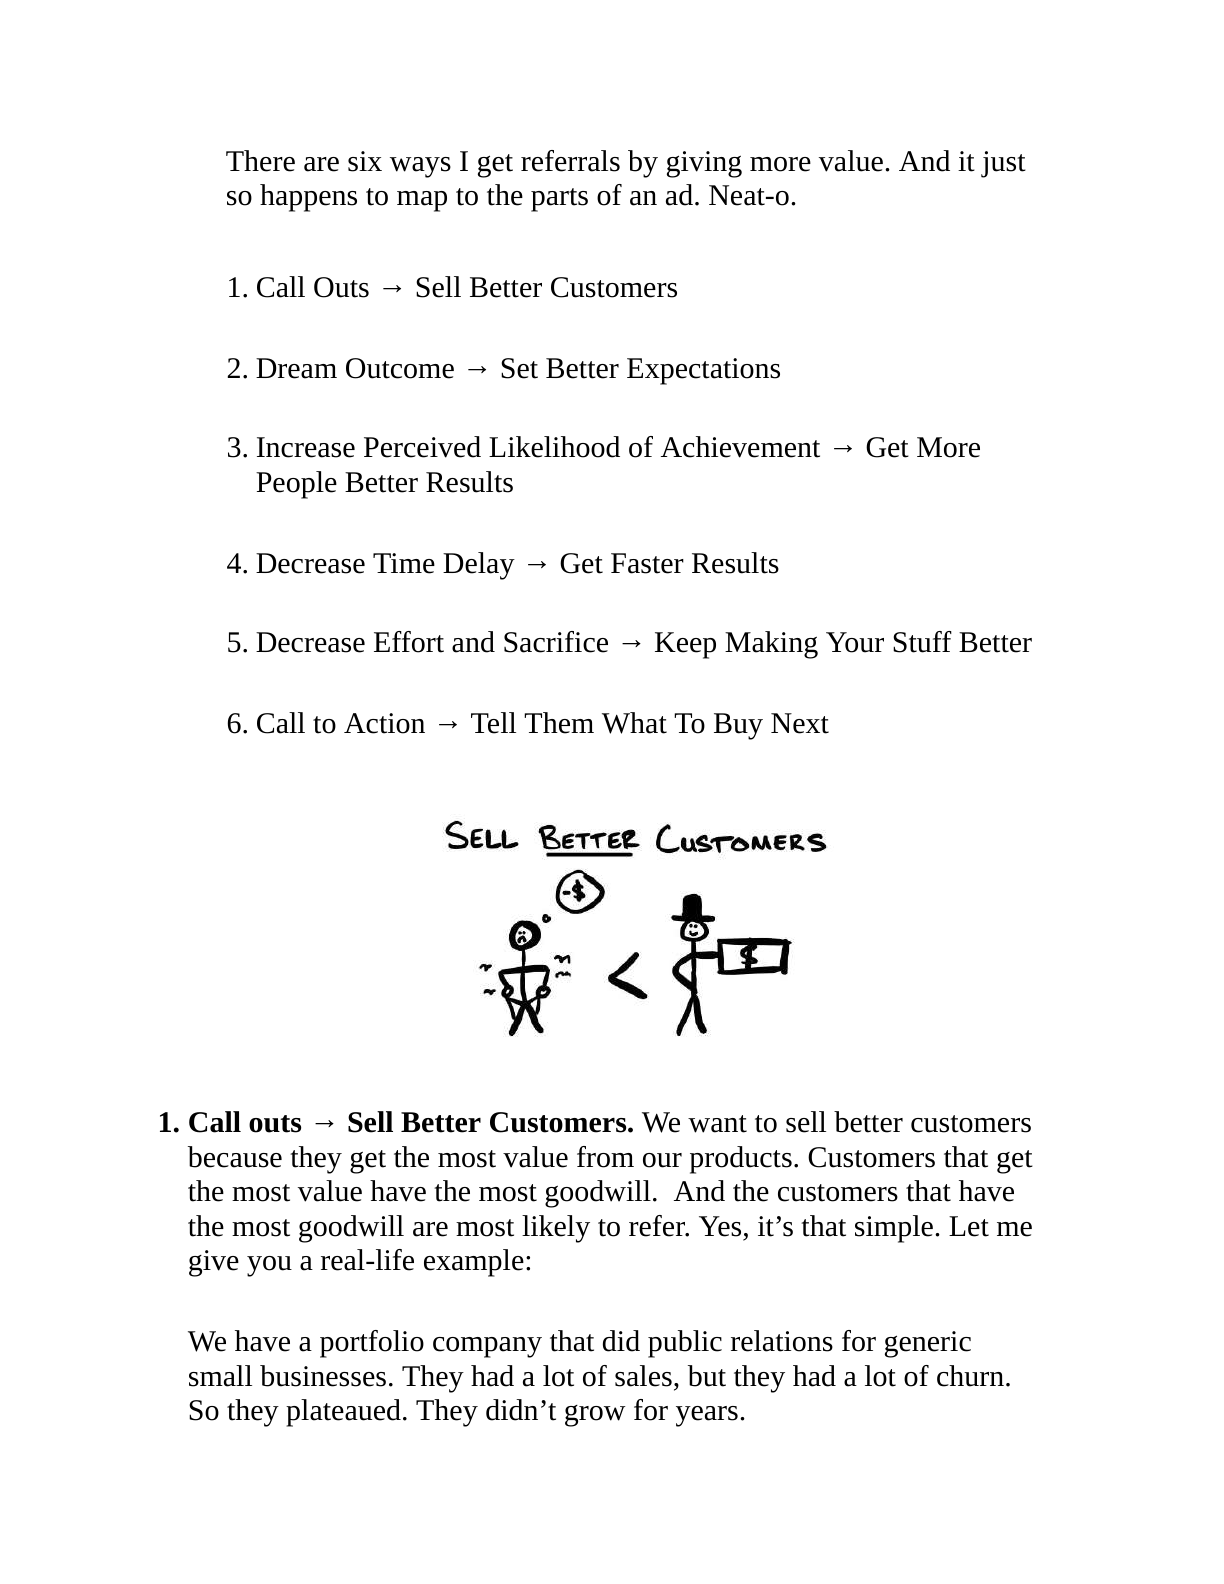 There are six ways I get referrals by giving more value. And it just
so happens to map to the parts of an ad. Neat-o.
1. Call Outs → Sell Better Customers
2. Dream Outcome → Set Better Expectations
3. Increase Perceived Likelihood of Achievement → Get More
People Better Results
4. Decrease Time Delay → Get Faster Results
5. Decrease Effort and Sacrifice → Keep Making Your Stuff Better
6. Call to Action → Tell Them What To Buy Next
SELL BETTER CUSTOMERS
-$
<
$
1. Call outs → Sell Better Customers. We want to sell better customers
because they get the most value from our products. Customers that get
the most value have the most goodwill.  And the customers that have
the most goodwill are most likely to refer. Yes, it’s that simple. Let me
give you a real-life example:
We have a portfolio company that did public relations for generic
small businesses. They had a lot of sales, but they had a lot of churn.
So they plateaued. They didn’t grow for years.